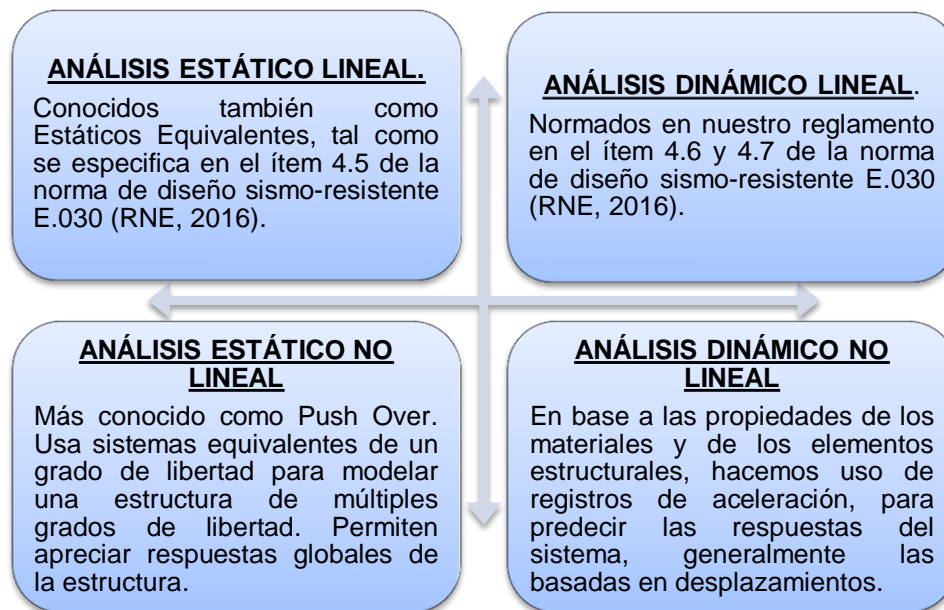 ANÁLISIS ESTÁTICO LINEAL.
Conocidos también como
Estáticos Equivalentes, tal como
se especifica en el ítem 4.5 de la
norma de diseño sismo-resistente
E.030 (RNE, 2016).
ANÁLISIS DINÁMICO LINEAL.
Normados en nuestro reglamento
en el ítem 4.6 y 4.7 de la norma
de diseño sismo-resistente E.030
(RNE, 2016).
ANÁLISIS ESTÁTICO NO
LINEAL
Más conocido como Push Over.
Usa sistemas equivalentes de un
grado de libertad para modelar
una estructura de múltiples
grados de libertad. Permiten
apreciar respuestas globales de
la estructura.
ANÁLISIS DINÁMICO NO
LINEAL
En base a las propiedades de los
materiales y de los elementos
estructurales, hacemos uso de
registros de aceleración, para
predecir las respuestas del
sistema, generalmente las
basadas en desplazamientos.